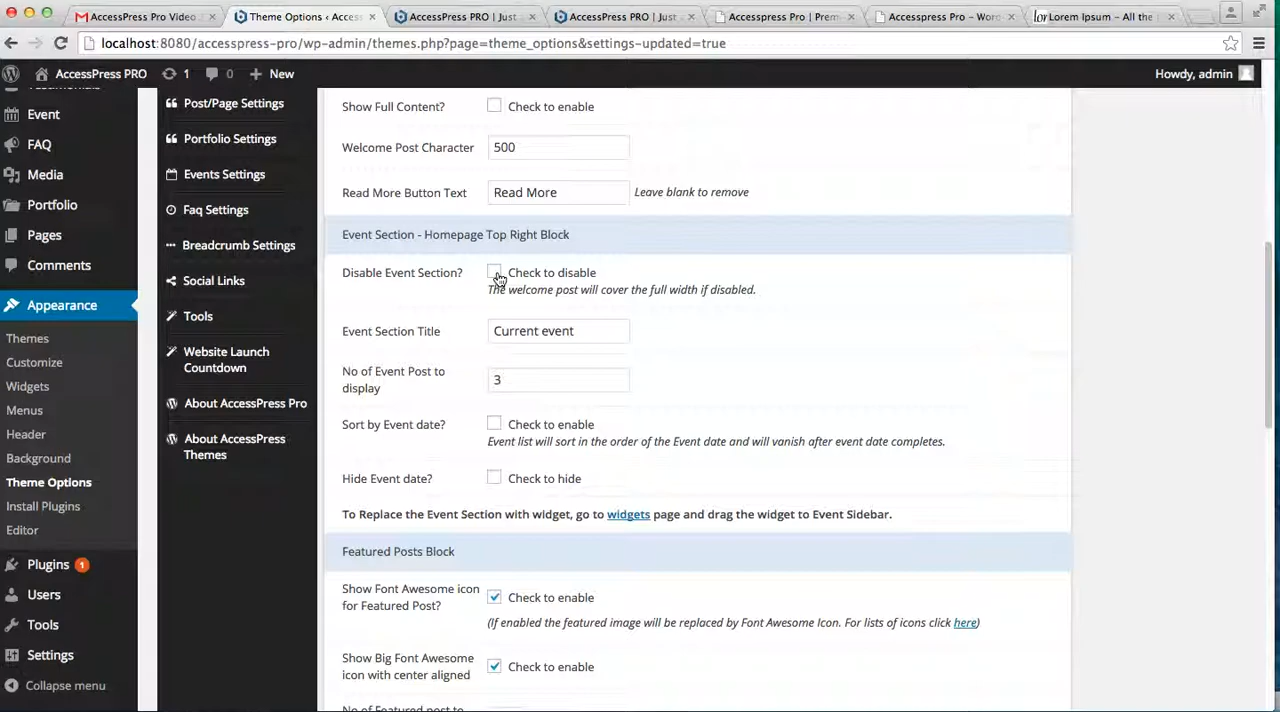 AccessPress Pro Video
Theme Options ‹ Acces
AccessPress PRO | Just
AccessPress PRO | Just
Accesspress Pro | Prem
Accesspress Pro – Wor
Lorem Ipsum – All the
localhost:8080/accesspress-pro/wp-admin/themes.php?page=theme_options&settings-updated=true
AccessPress PRO 1 0 New Howdy, admin
Testimonials
Event
FAQ
Media
Portfolio
Pages
Comments
Appearance
Themes
Customize
Widgets
Menus
Header
Background
Theme Options
Install Plugins
Editor
Plugins 1
Users
Tools
Settings
Collapse menu
Post/Page Settings
Portfolio Settings
Events Settings
Faq Settings
Breadcrumb Settings
Social Links
Tools
Website Launch
Countdown
About AccessPress Pro
About AccessPress
Themes
Show Full Content? Check to enable
Welcome Post Character 500
Read More Button Text Read More Leave blank to remove
Event Section - Homepage Top Right Block
Disable Event Section? Check to disable
The welcome post will cover the full width if disabled.
Event Section Title Current event
No of Event Post to
display 3
Sort by Event date? Check to enable
Event list will sort in the order of the Event date and will vanish after event date completes.
Hide Event date? Check to hide
To Replace the Event Section with widget, go to widgets page and drag the widget to Event Sidebar.
Featured Posts Block
Show Font Awesome icon
for Featured Post? Check to enable
(If enabled the featured image will be replaced by Font Awesome Icon. For lists of icons click here)
Show Big Font Awesome
icon with center aligned Check to enable
No of Featured post to